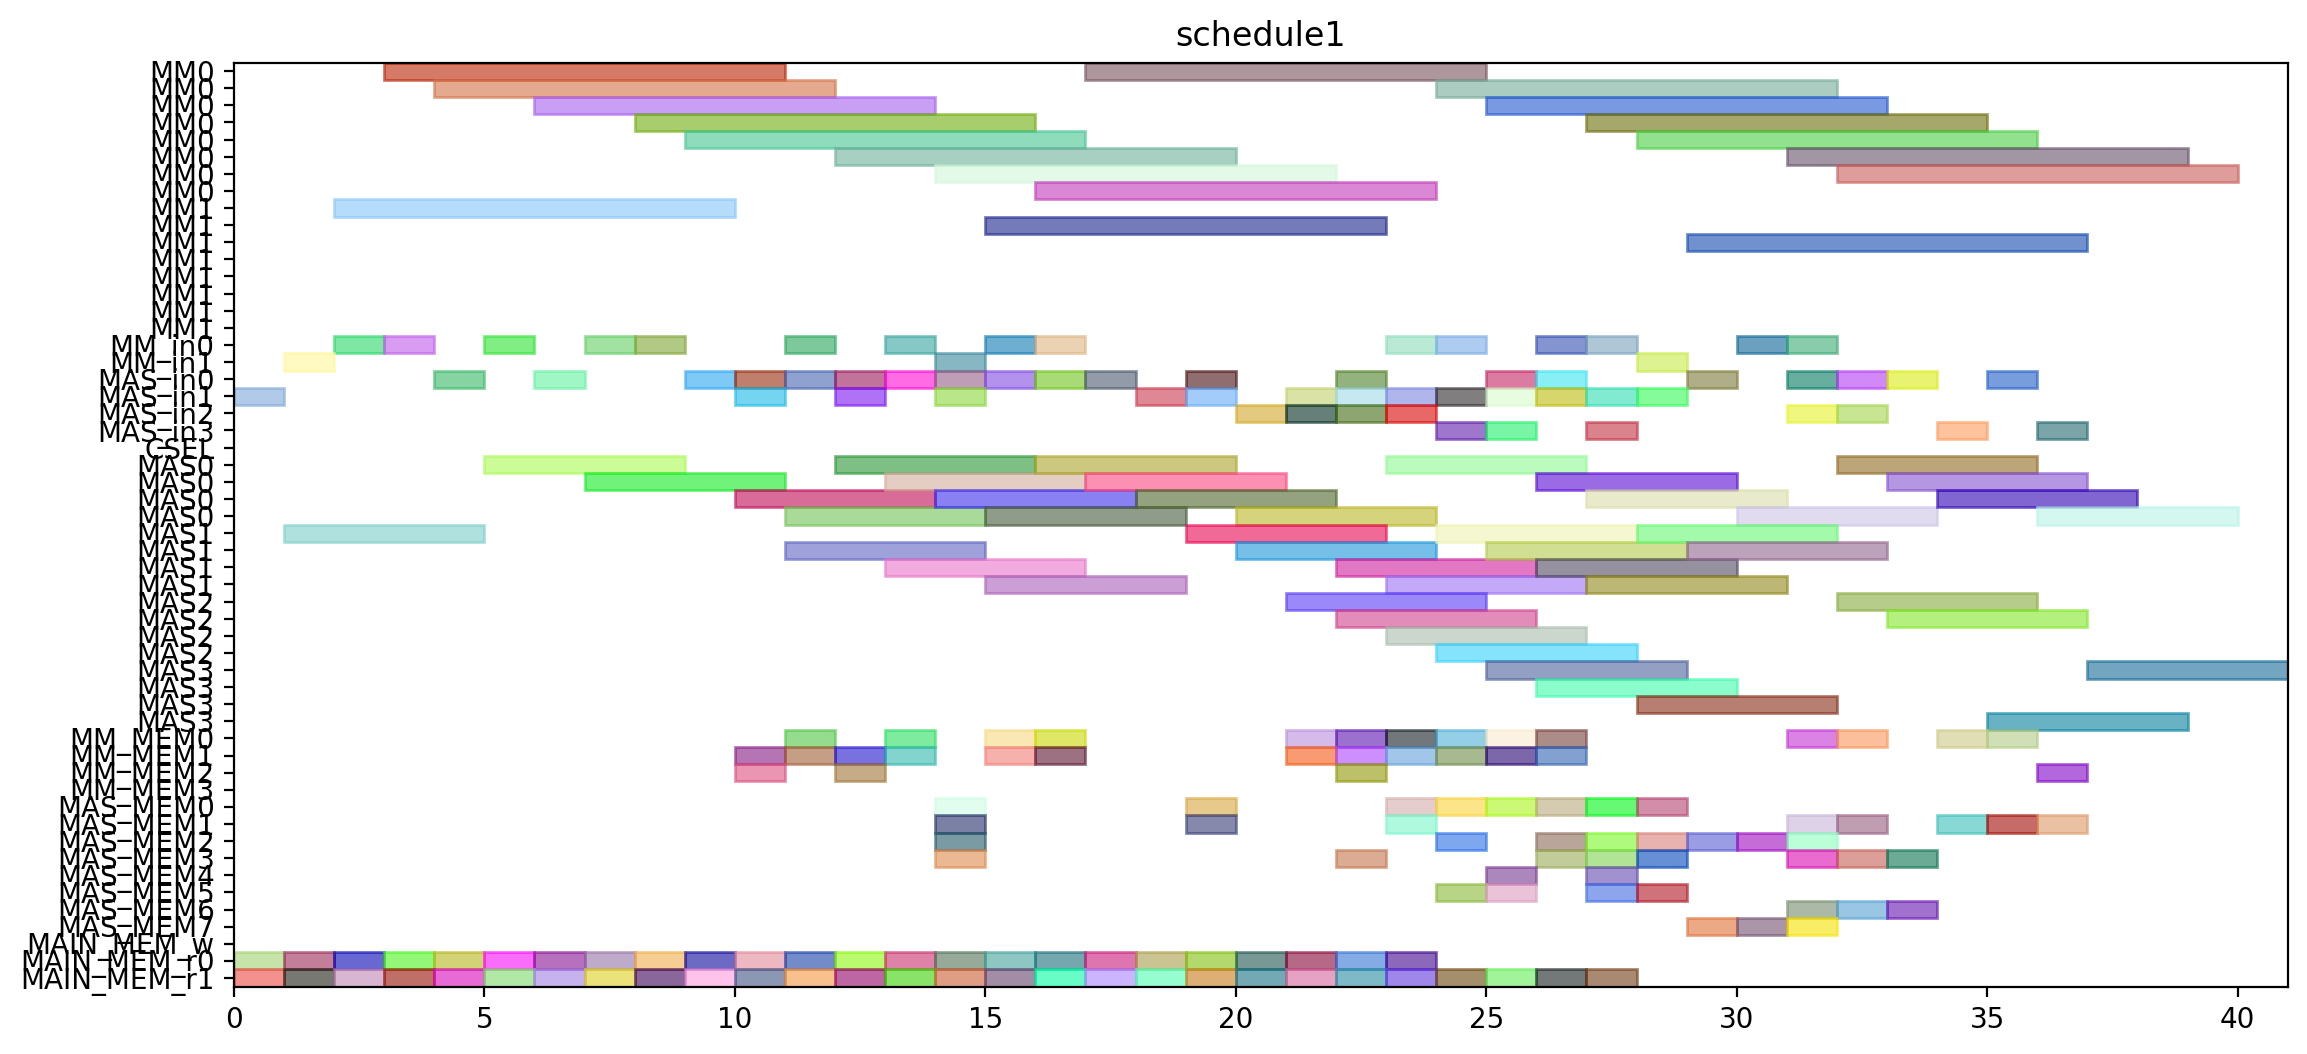 schedule1
MM0
MM0
MM0
MM0
MM0
MM0
MM0
MM0
MM1
MM1
MM1
MM1
MM1
MM1
MM1
MM1
MM_in0
MM_in1
MAS_in0
MAS_in1
MAS_in2
MAS_in3
CSEL
MAS0
MAS0
MAS0
MAS0
MAS1
MAS1
MAS1
MAS1
MAS2
MAS2
MAS2
MAS2
MAS3
MAS3
MAS3
MAS3
MM_MEM0
MM_MEM1
MM_MEM2
MM_MEM3
MAS_MEM0
MAS_MEM1
MAS_MEM2
MAS_MEM3
MAS_MEM4
MAS_MEM5
MAS_MEM6
MAS_MEM7
MAIN_MEM_w
MAIN_MEM_r0
MAIN_MEM_r1
0 5 10 15 20 25 30 35 40